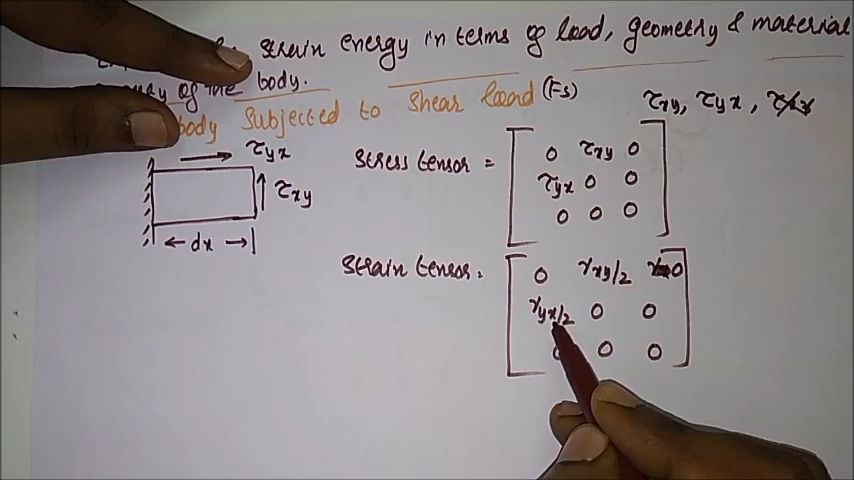 strain energy in terms of load, geometry & material
of the body.
body subjected to shear load (Fs)
τxy, τyx, τxx
τyx
τxy
dx
Stress tensor =
0 τxy 0
τyx 0 0
0 0 0
Strain tensor =
0 γxy/2 0
γyx/2 0 0
0 0 0